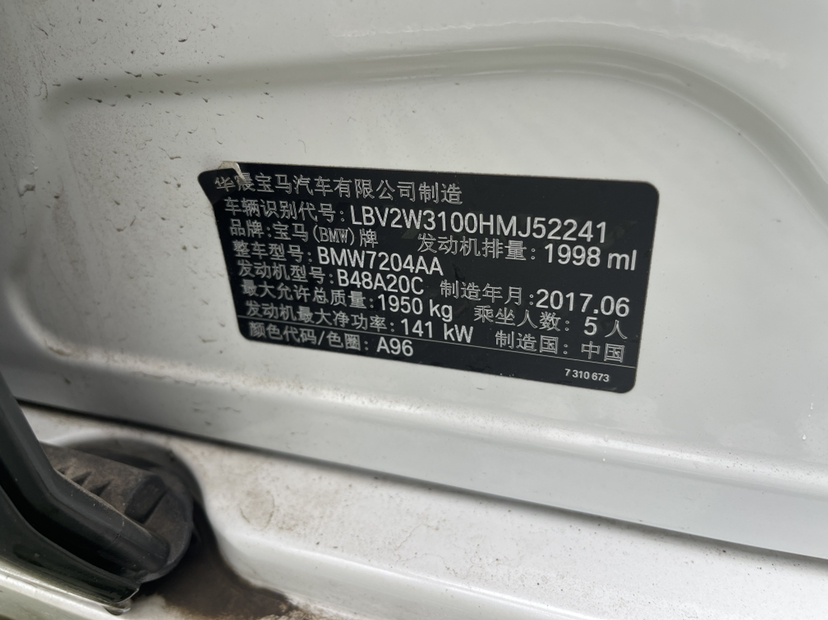 华晨宝马汽车有限公司制造
车辆识别代号: LBV2W3100HMJ52241
品牌: 宝马(BMW)牌 发动机排量: 1998 ml
整车型号: BMW7204AA
发动机型号: B48A20C 制造年月: 2017.06
最大允许总质量: 1950 kg 乘坐人数: 5 人
发动机最大净功率: 141 kW 制造国: 中国
颜色代码/色圈: A96
7 310 673